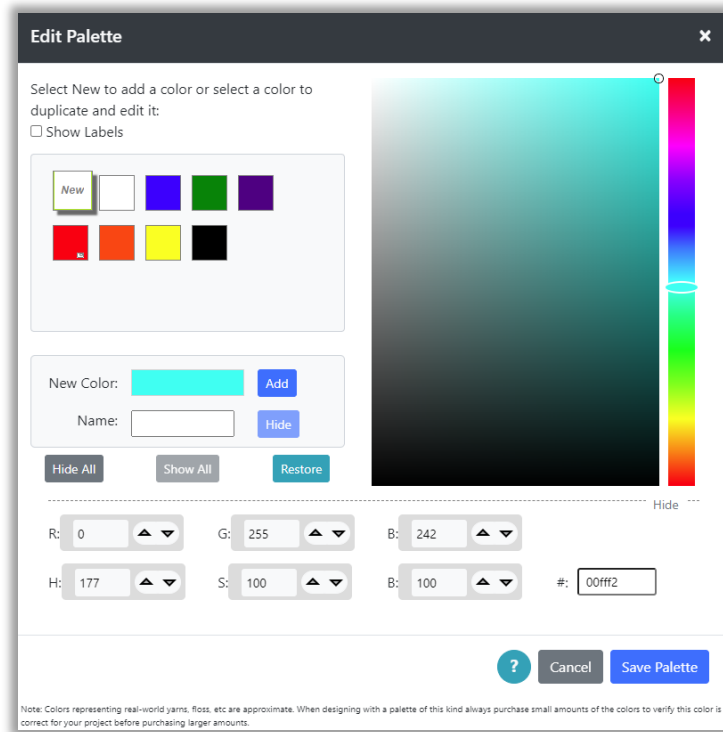 Edit Palette ×
Select New to add a color or select a color to
duplicate and edit it:
Show Labels
New
New Color: Add
Name: Hide
Hide All Show All Restore
Hide
R: 0 G: 255 B: 242
H: 177 S: 100 B: 100 #: 00fff2
? Cancel Save Palette
Note: Colors representing real-world yarns, floss, etc are approximate. When designing with a palette of this kind always purchase small amounts of the colors to verify this color is
correct for your project before purchasing larger amounts.